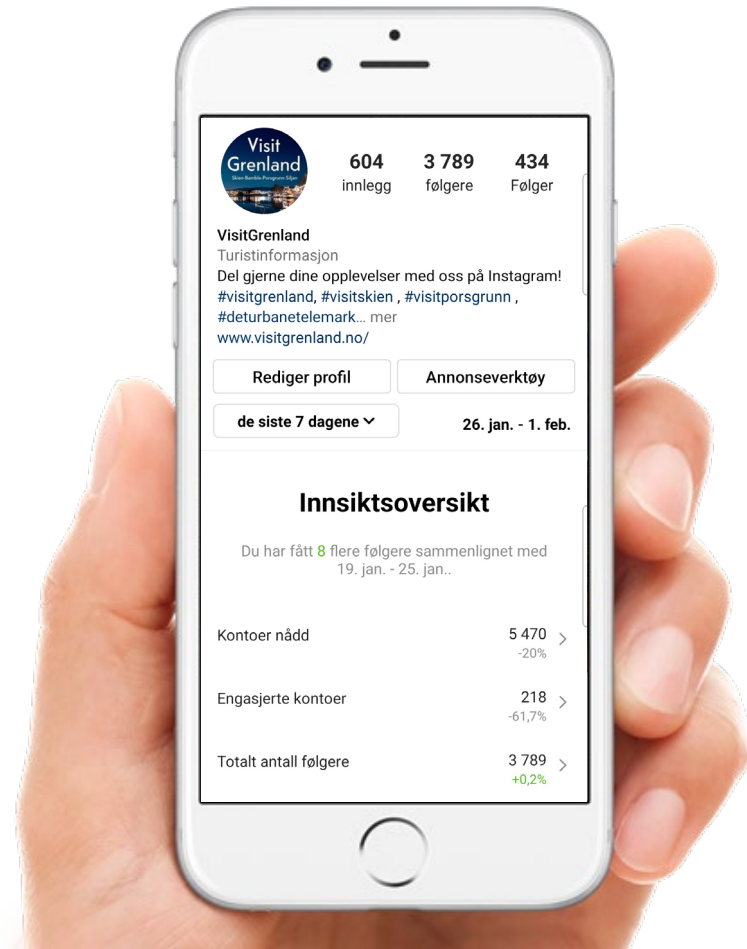 Visit
Grenland
Skien-Bamble-Porsgrunn-Siljan
604 3 789 434
innlegg følgere Følger
VisitGrenland
Turistinformasjon
Del gjerne dine opplevelser med oss på Instagram!
#visitgrenland, #visitskien , #visitporsgrunn ,
#deturbanetelemark... mer
www.visitgrenland.no/
Rediger profil Annonseverktøy
de siste 7 dagene 26. jan. - 1. feb.
Innsiktsoversikt
Du har fått 8 flere følgere sammenlignet med
19. jan. - 25. jan..
Kontoer nådd 5 470
-20%
Engasjerte kontoer 218
-61,7%
Totalt antall følgere 3 789
+0,2%